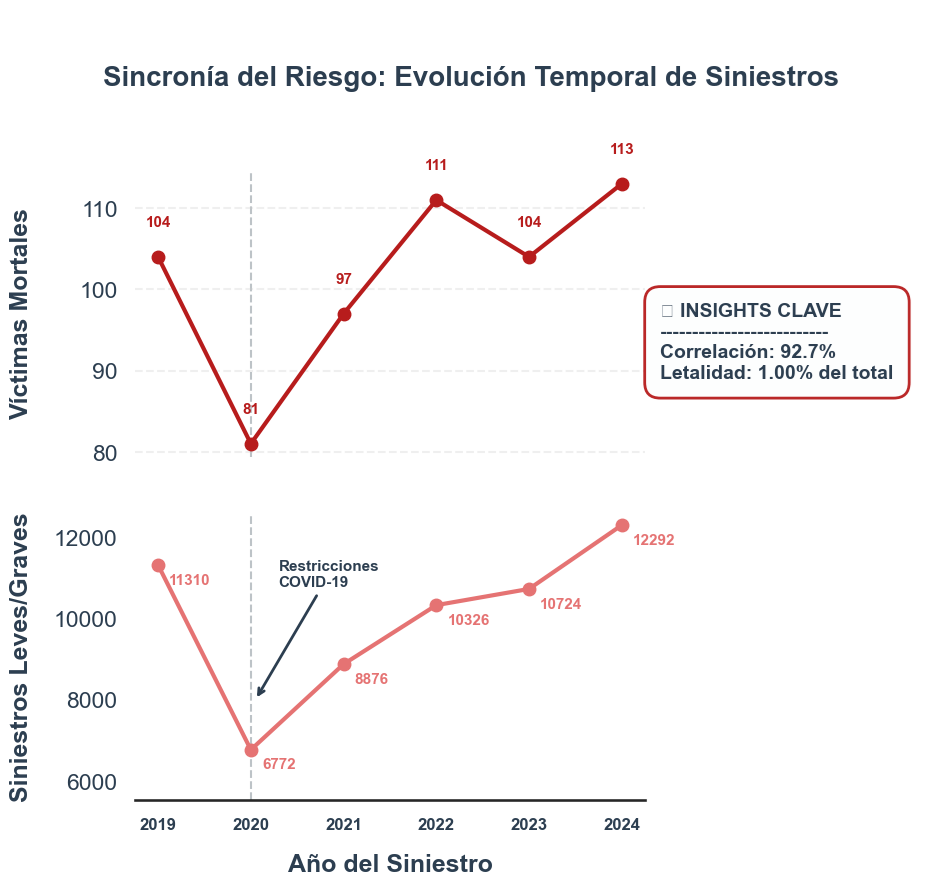 Sincronía del Riesgo: Evolución Temporal de Siniestros
Víctimas Mortales
110
100
90
80
104
81
97
111
104
113
▯ INSIGHTS CLAVE
--------------------------
Correlación: 92.7%
Letalidad: 1.00% del total
Siniestros Leves/Graves
12000
10000
8000
6000
11310
6772
8876
10326
10724
12292
Restricciones
COVID-19
2019 2020 2021 2022 2023 2024
Año del Siniestro